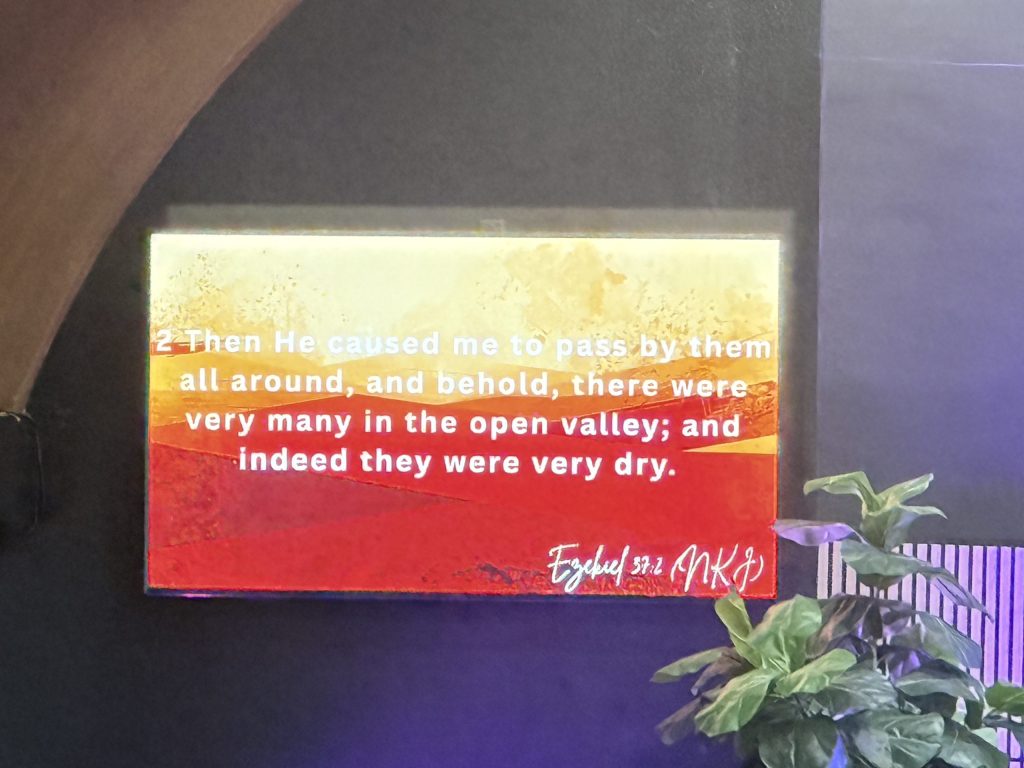 2 Then He caused me to pass by them
all around, and behold, there were
very many in the open valley; and
indeed they were very dry.
Ezekiel 37:2 (NKJ)